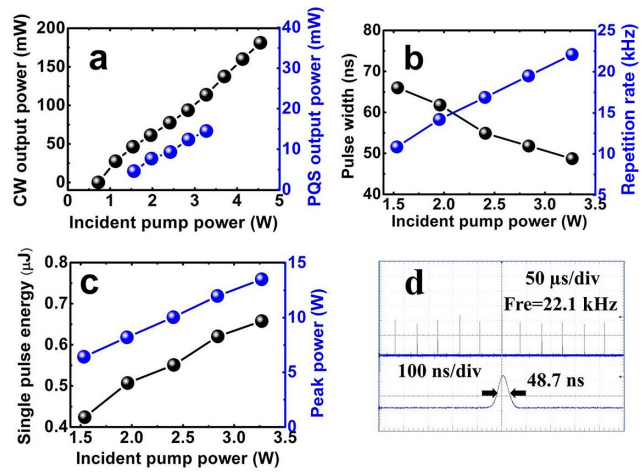 a
CW output power (mW)
200
150
100
50
0
PQS output power (mW)
40
30
20
10
0
0 1 2 3 4 5
Incident pump power (W)
b
Pulse width (ns)
80
70
60
50
40
Repetition rate (kHz)
25
20
15
10
5
1.5 2.0 2.5 3.0 3.5
Incident pump power (W)
c
Single pulse energy (μJ)
0.8
0.7
0.6
0.5
0.4
Peak power (W)
15
10
5
0
1.5 2.0 2.5 3.0 3.5
Incident pump power (W)
d
50 μs/div
Fre=22.1 kHz
100 ns/div
48.7 ns